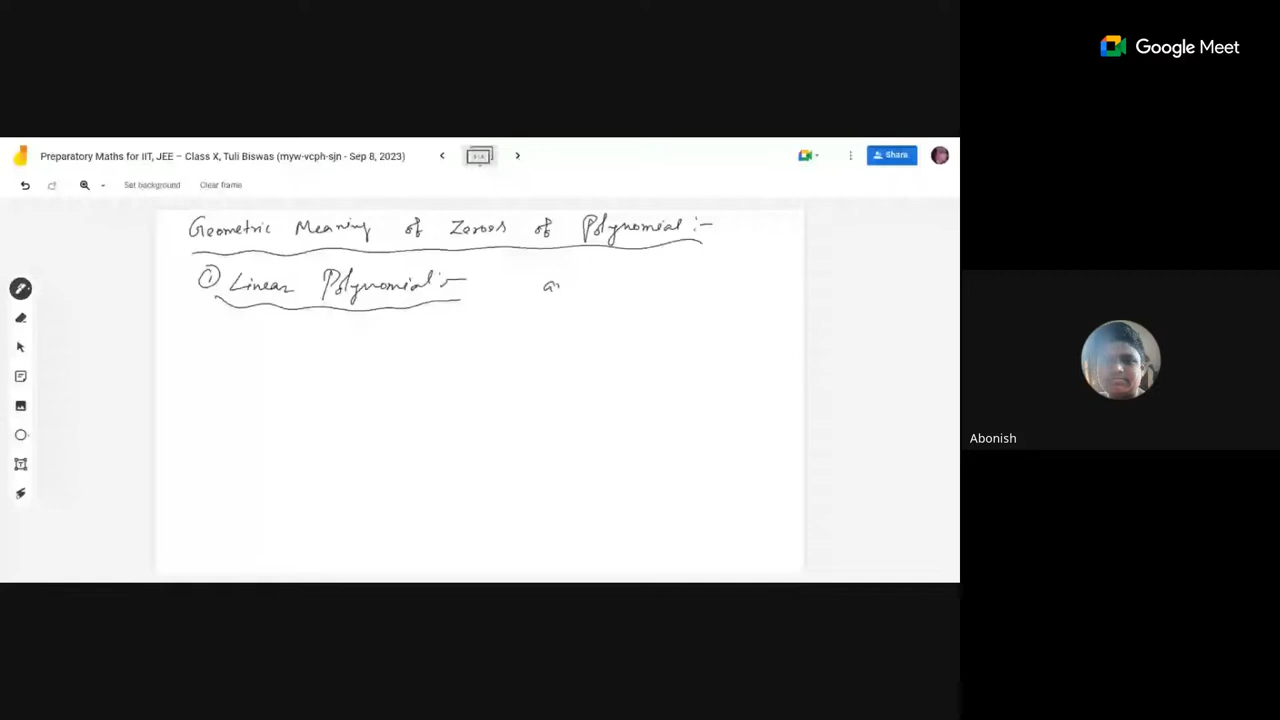 Google Meet
Preparatory Maths for IIT, JEE – Class X, Tuli Biswas (myw-vcph-sjn - Sep 8, 2023)
Share
Set background
Clear frame
Geometric Meaning of Zeroes of Polynomial :-
① Linear Polynomial :-
Abonish